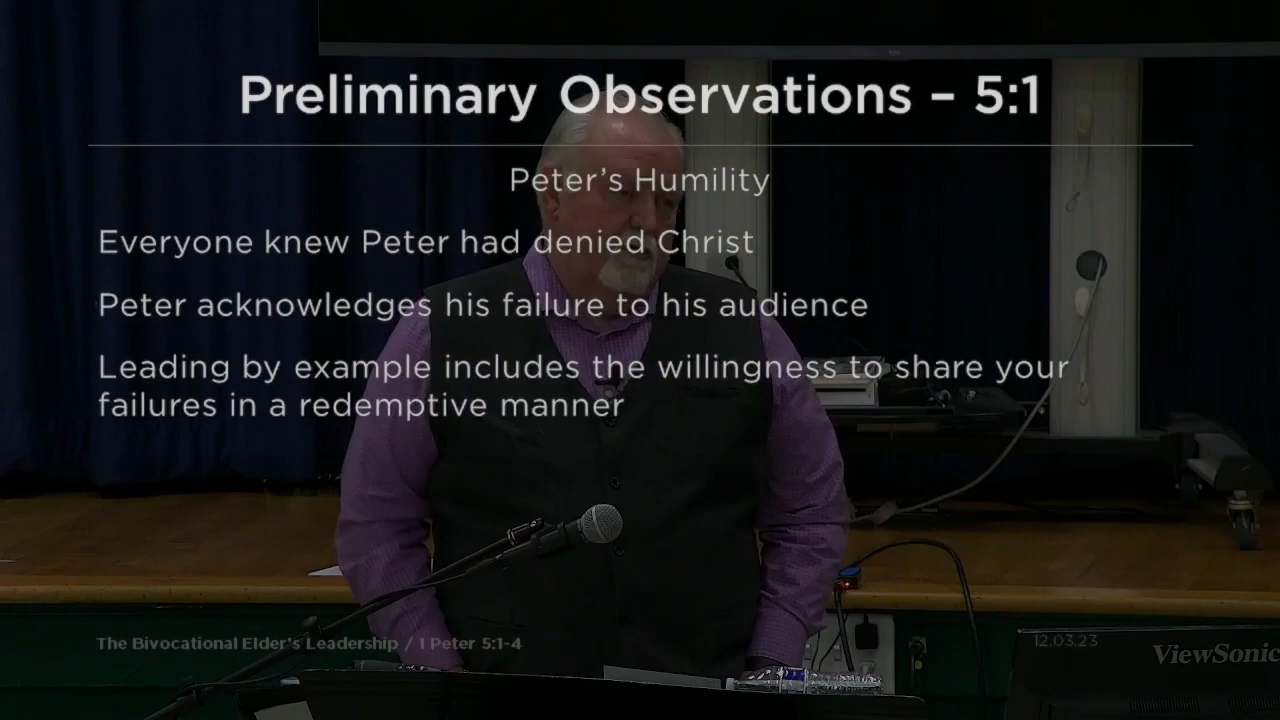 Preliminary Observations – 5:1
Peter’s Humility
Everyone knew Peter had denied Christ
Peter acknowledges his failure to his audience
Leading by example includes the willingness to share your
failures in a redemptive manner
The Bivocational Elder's Leadership / 1 Peter 5:1-4
12.03.23
ViewSonic